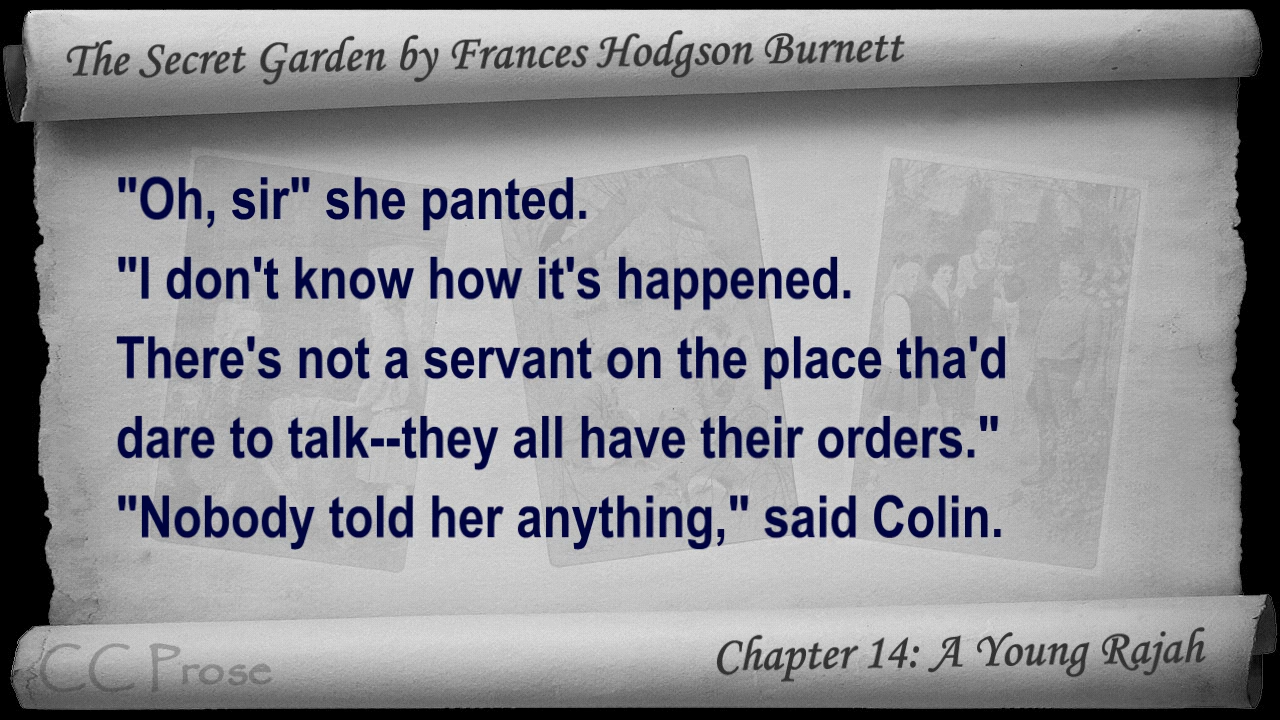 The Secret Garden by Frances Hodgson Burnett
"Oh, sir" she panted.
"I don't know how it's happened.
There's not a servant on the place tha'd
dare to talk--they all have their orders."
"Nobody told her anything," said Colin.
CC Prose
Chapter 14: A Young Rajah